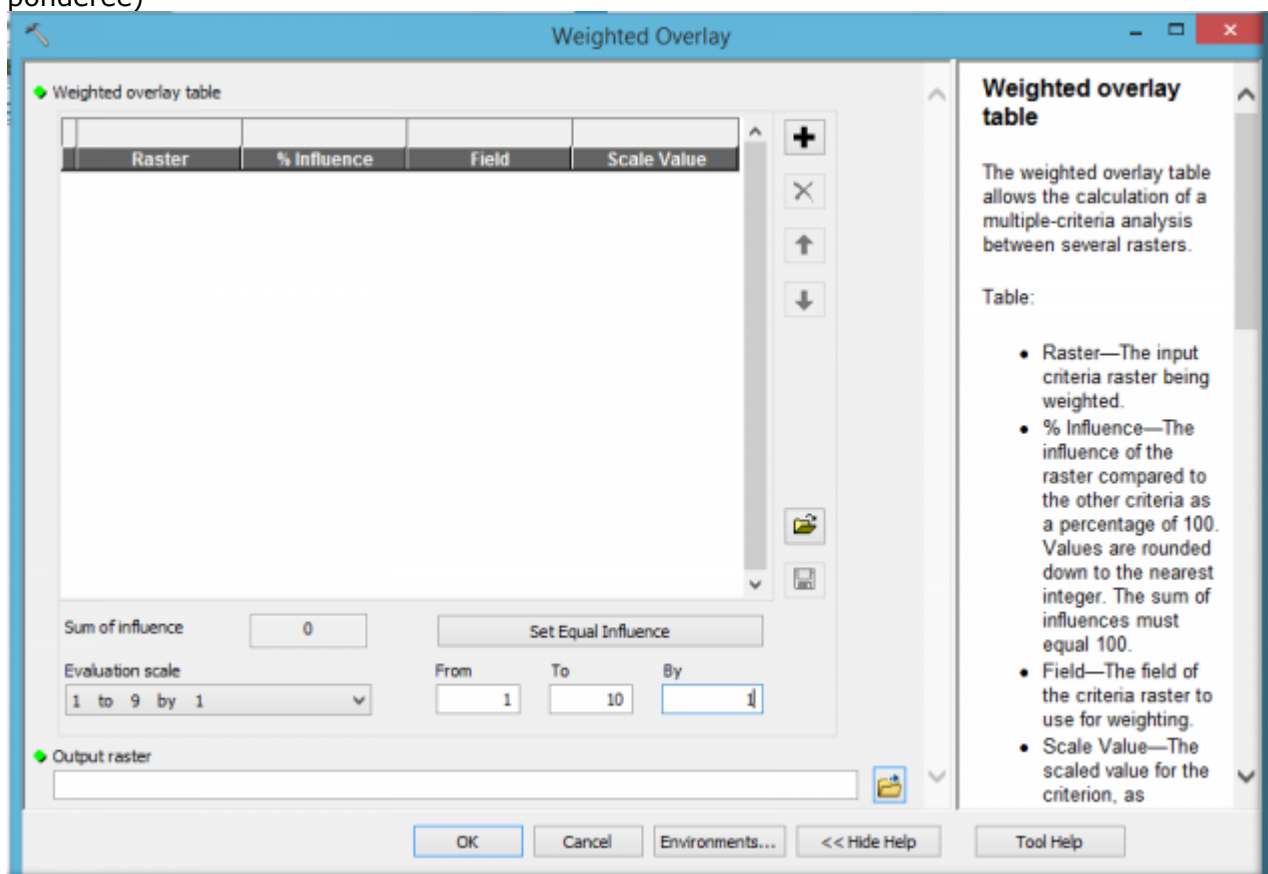 ponderee)
Weighted Overlay
Weighted overlay table
Raster % Influence Field Scale Value
Sum of influence 0 Set Equal Influence
Evaluation scale From To By
1 to 9 by 1 1 10 1
Output raster
OK Cancel Environments... << Hide Help Tool Help
Weighted overlay
table
The weighted overlay table
allows the calculation of a
multiple-criteria analysis
between several rasters.
Table:
• Raster—The input
criteria raster being
weighted.
• % Influence—The
influence of the
raster compared to
the other criteria as
a percentage of 100.
Values are rounded
down to the nearest
integer. The sum of
influences must
equal 100.
• Field—The field of
the criteria raster to
use for weighting.
• Scale Value—The
scaled value for the
criterion, as